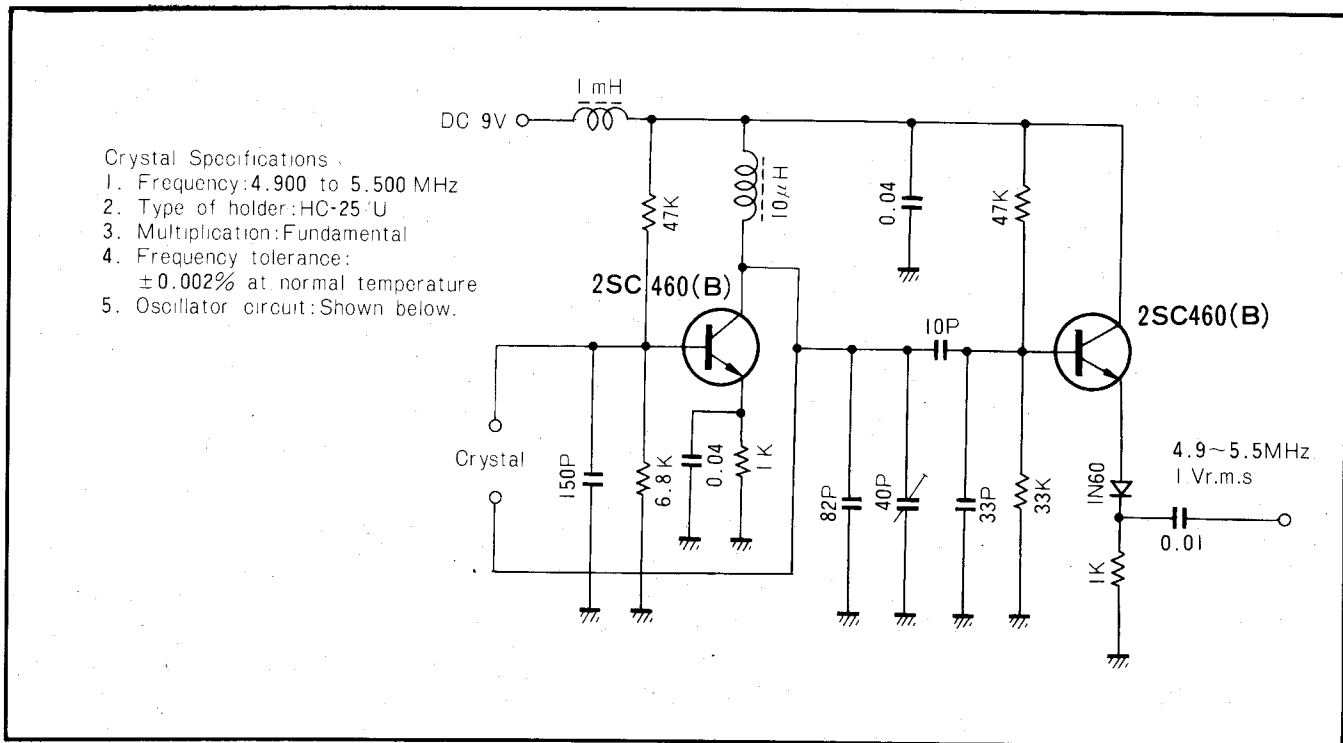 1 mH
DC 9V
Crystal Specifications
1. Frequency: 4.900 to 5.500 MHz
2. Type of holder: HC-25/U
3. Multiplication: Fundamental
4. Frequency tolerance:
±0.002% at normal temperature
5. Oscillator circuit: Shown below.
47K
10μH
0.04
47K
2SC460(B)
2SC460(B)
10P
Crystal
150P
6.8K
0.04
1K
82P
40P
33P
33K
1N60
4.9~5.5MHz
1 Vr.m.s
0.01
1K